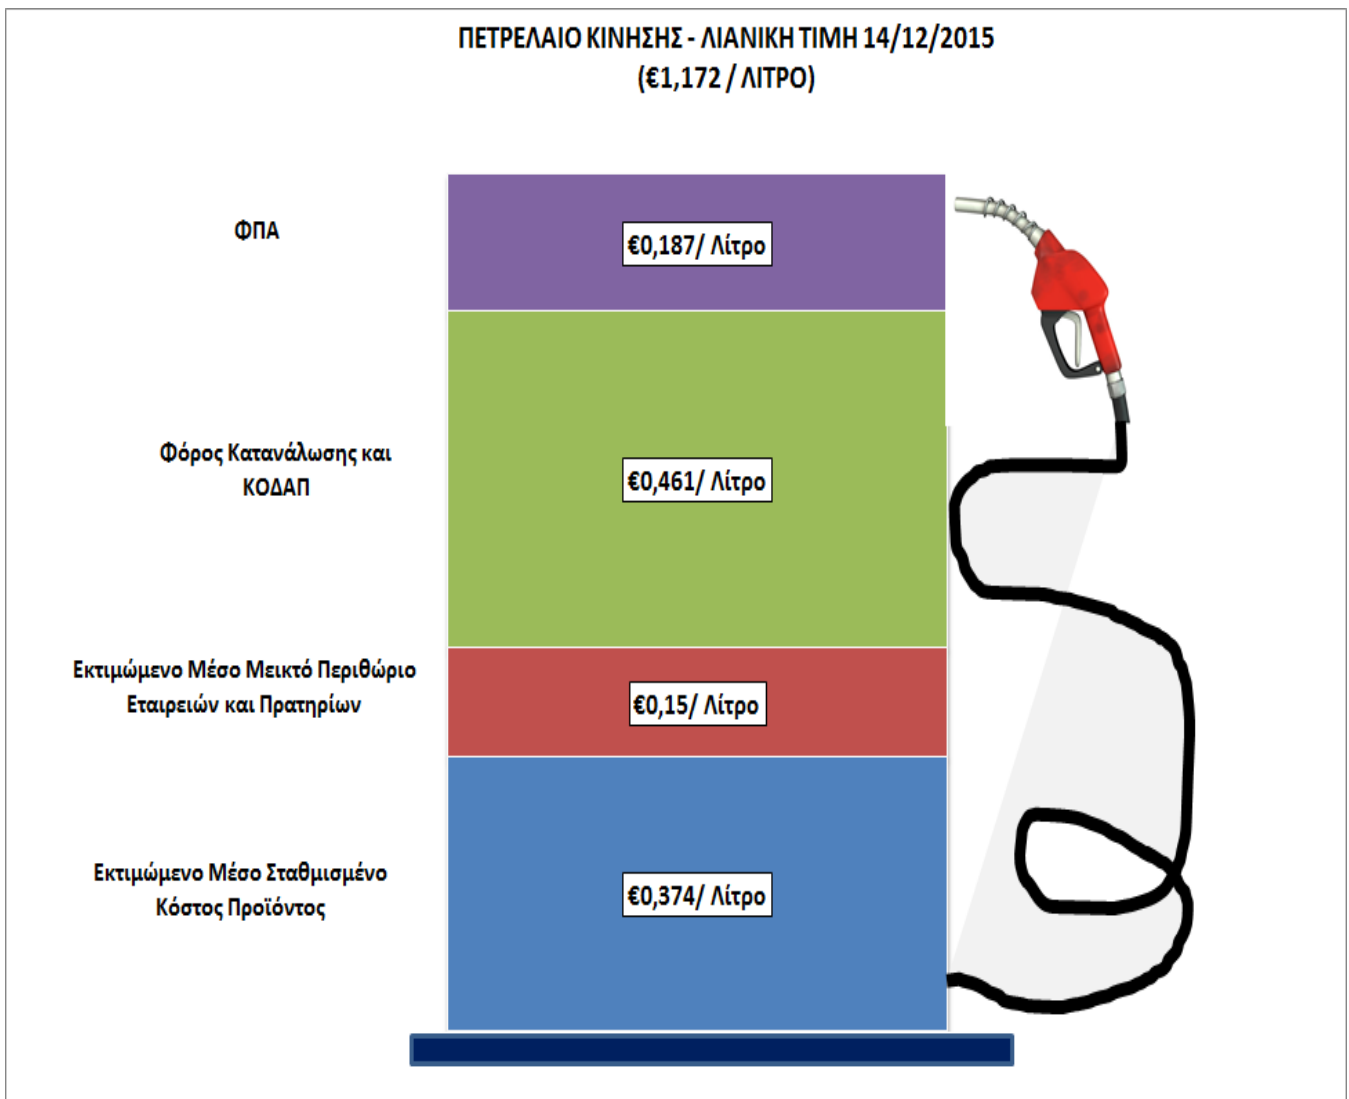 ΠΕΤΡΕΛΑΙΟ ΚΙΝΗΣΗΣ - ΛΙΑΝΙΚΗ ΤΙΜΗ 14/12/2015
(€1,172 / ΛΙΤΡΟ)
ΦΠΑ
€0,187/ Λίτρο
Φόρος Κατανάλωσης και
ΚΟΔΑΠ
€0,461/ Λίτρο
Εκτιμώμενο Μέσο Μεικτό Περιθώριο
Εταιρειών και Πρατηρίων
€0,15/ Λίτρο
Εκτιμώμενο Μέσο Σταθμισμένο
Κόστος Προϊόντος
€0,374/ Λίτρο